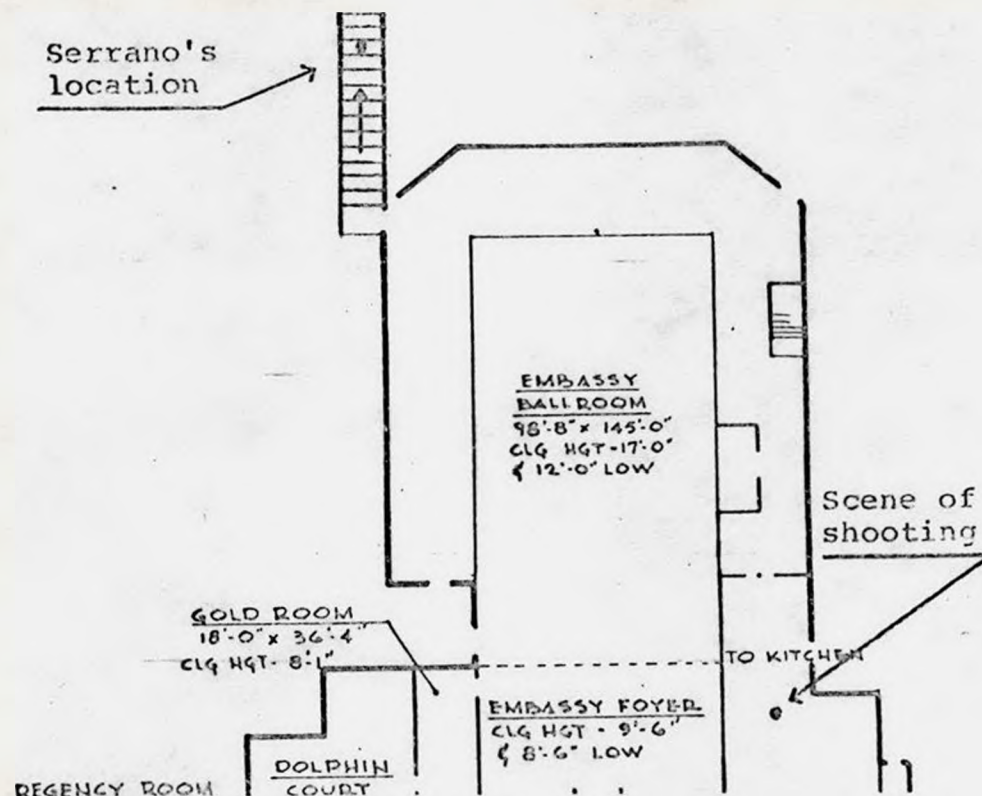 Serrano's
location
EMBASSY
BALLROOM
98'-8" x 145'-0"
CLG HGT-17'-0"
& 12'-0" LOW
Scene of
shooting
GOLD ROOM
18'-0" x 36'-4"
CLG HGT- 8'-1"
TO KITCHEN
EMBASSY FOYER
CLG HGT - 9'-6"
& 8'-6" LOW
DOLPHIN
COURT
REGENCY ROOM